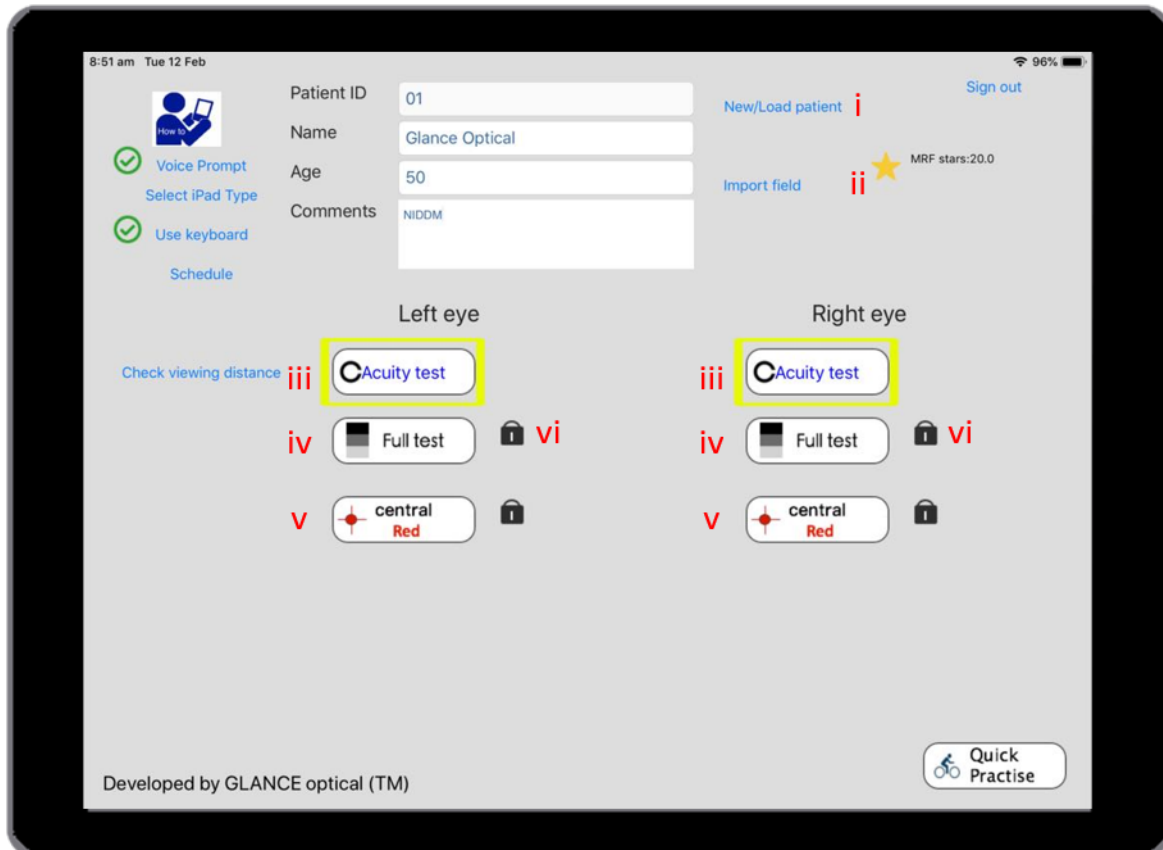 8:51 am Tue 12 Feb
96%
How to
Voice Prompt
Select iPad Type
Use keyboard
Schedule
Patient ID
01
Name
Glance Optical
Age
50
Comments
NIDDM
New/Load patient i
Sign out
Import field ii
MRF stars:20.0
Left eye
Right eye
Check viewing distance iii
Acuity test
iii
Acuity test
iv
Full test
vi
iv
Full test
vi
v
central
Red
v
central
Red
Quick
Practise
Developed by GLANCE optical (TM)